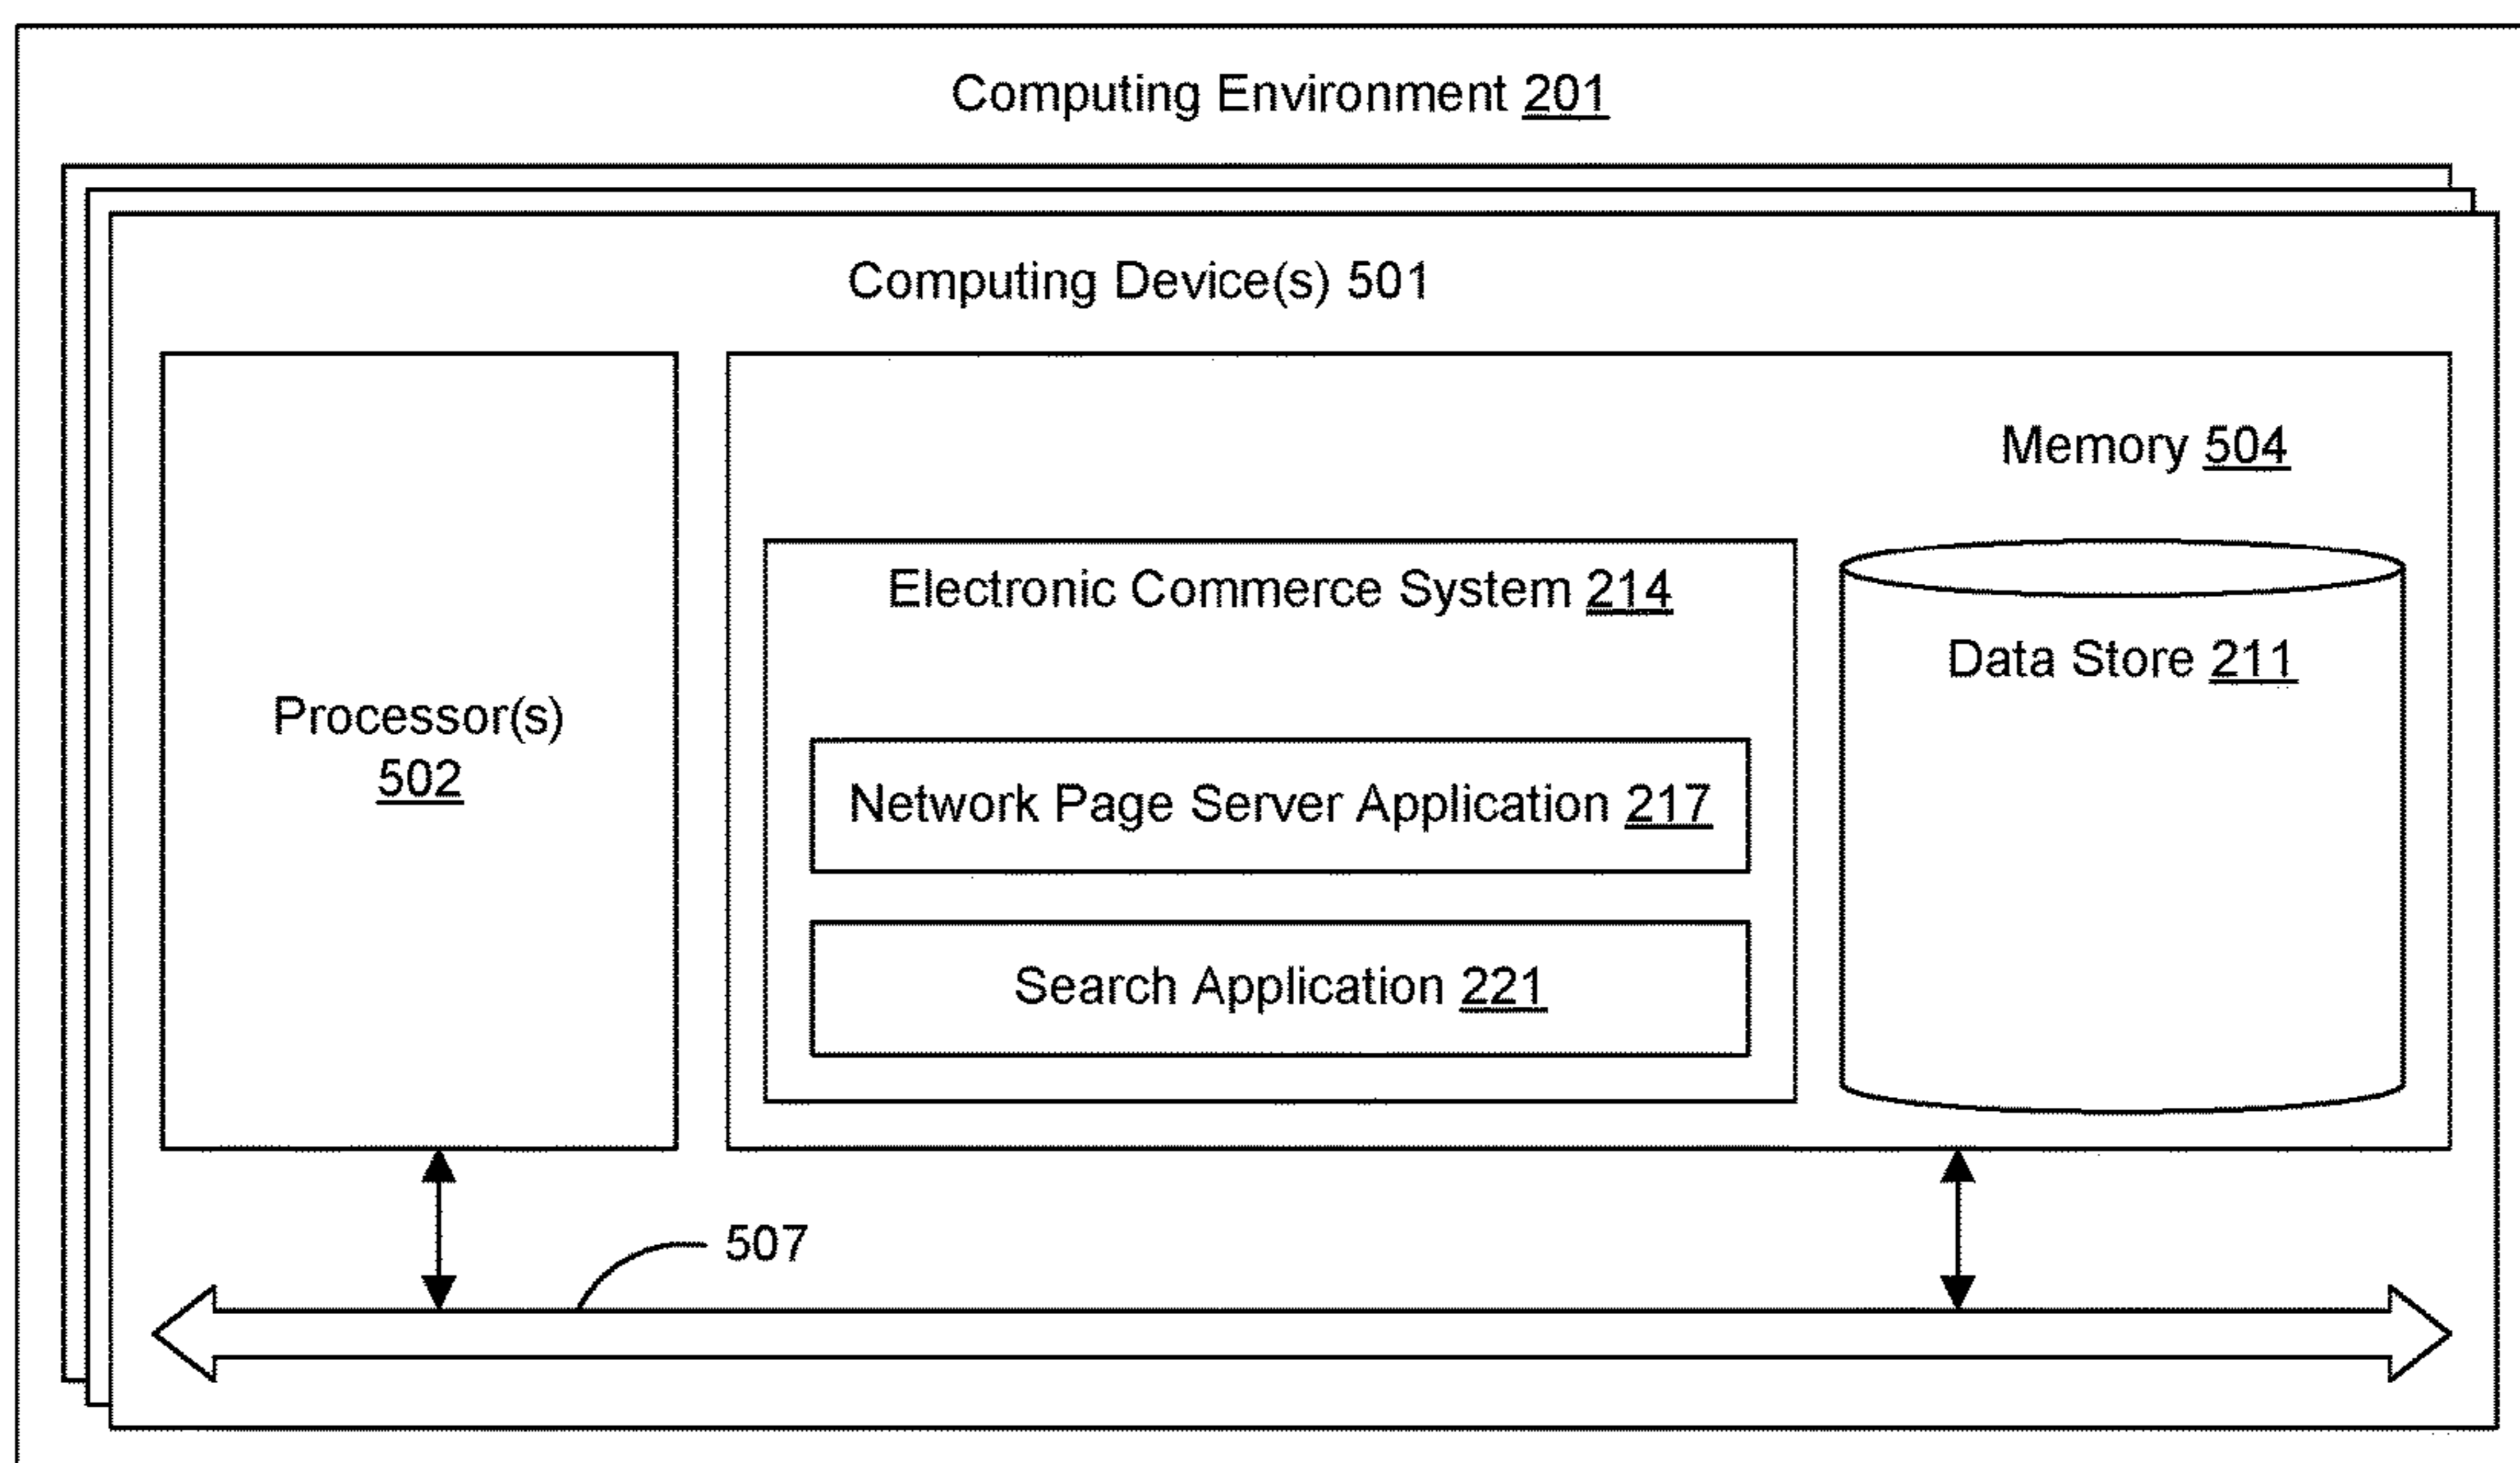 Computing Environment 201
Computing Device(s) 501
Memory 504
Electronic Commerce System 214
Data Store 211
Processor(s)
502
Network Page Server Application 217
Search Application 221
507